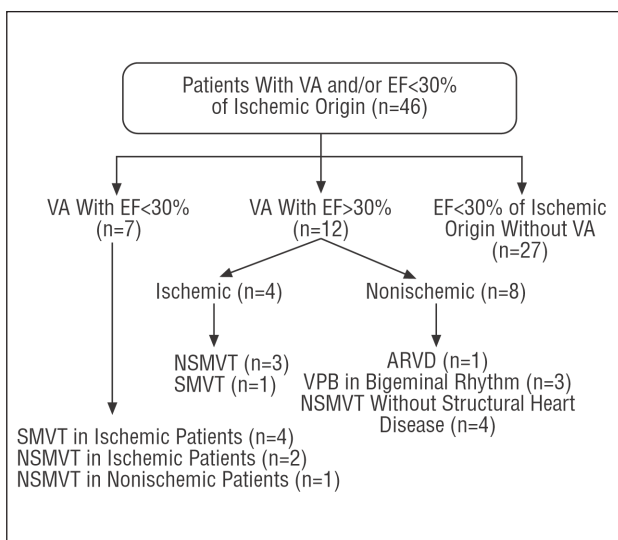 Patients With VA and/or EF<30%
of Ischemic Origin (n=46)
VA With EF<30%
(n=7)
VA With EF>30%
(n=12)
EF<30% of Ischemic
Origin Without VA
(n=27)
Ischemic (n=4)
Nonischemic (n=8)
NSMVT (n=3)
SMVT (n=1)
ARVD (n=1)
VPB in Bigeminal Rhythm (n=3)
NSMVT Without Structural Heart
Disease (n=4)
SMVT in Ischemic Patients (n=4)
NSMVT in Ischemic Patients (n=2)
NSMVT in Nonischemic Patients (n=1)